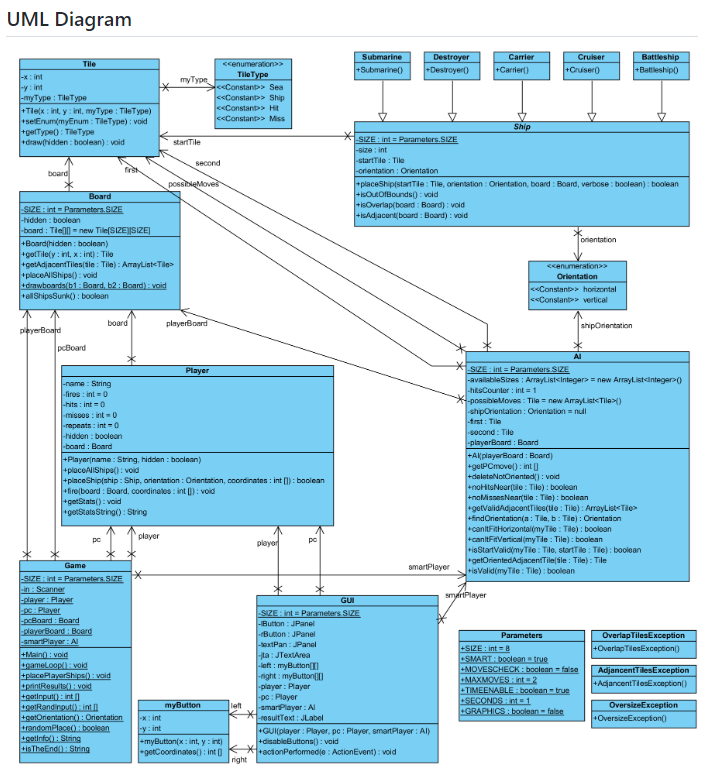 UML Diagram
Tile
-x : int
-y : int
-myType : TileType
+Tile(x : int, y : int, myType : TileType)
+setEnum(myEnum : TileType) : void
+getType() : TileType
+draw(hidden : boolean) : void
myType
<<enumeration>>
TileType
<<Constant>> Sea
<<Constant>> Ship
<<Constant>> Hit
<<Constant>> Miss
Submarine
+Submarine()
Destroyer
+Destroyer()
Carrier
+Carrier()
Cruiser
+Cruiser()
Battleship
+Battleship()
Ship
-SIZE : int = Parameters.SIZE
-size : int
-startTile : Tile
-orientation : Orientation
+placeShip(startTile : Tile, orientation : Orientation, board : Board, verbose : boolean) : boolean
+isOutOfBounds() : void
+isOverlap(board : Board) : void
+isAdjacent(board : Board) : void
startTile
second
first
possibleMoves
board
Board
-SIZE : int = Parameters.SIZE
-hidden : boolean
-board : Tile[][] = new Tile[SIZE][SIZE]
+Board(hidden : boolean)
+getTile(y : int, x : int) : Tile
+getAdjacentTiles(tile : Tile) : ArrayList<Tile>
+placeAllShips() : void
+drawboards(b1 : Board, b2 : Board) : void
+allShipsSunk() : boolean
orientation
<<enumeration>>
Orientation
<<Constant>> horizontal
<<Constant>> vertical
shipOrientation
playerBoard
pcBoard
board
playerBoard
Player
-name : String
-fires : int = 0
-hits : int = 0
-misses : int = 0
-repeats : int = 0
-hidden : boolean
-board : Board
+Player(name : String, hidden : boolean)
+placeAllShips() : void
+placeShip(ship : Ship, orientation : Orientation, coordinates : int []) : boolean
+fire(board : Board, coordinates : int []) : void
+getStats() : void
+getStatsString() : String
AI
-SIZE : int = Parameters.SIZE
-availableSizes : ArrayList<Integer> = new ArrayList<Integer>()
-hitsCounter : int = 1
-possibleMoves : Tile = new ArrayList<Tile>()
-shipOrientation : Orientation = null
-first : Tile
-second : Tile
-playerBoard : Board
+AI(playerBoard : Board)
+getPCmove() : int []
+deleteNotOriented() : void
+noHitsNear(tile : Tile) : boolean
+noMissesNear(tile : Tile) : boolean
+getValidAdjacentTiles(tile : Tile) : ArrayList<Tile>
+findOrientation(a : Tile, b : Tile) : Orientation
+canItFitHorizontal(myTile : Tile) : boolean
+canItFitVertical(myTile : Tile) : boolean
+isStartValid(myTile : Tile, startTile : Tile) : boolean
+getOrientedAdjacentTile(tile : Tile) : Tile
+isValid(myTile : Tile) : boolean
pc
player
player
pc
smartPlayer
smartPlayer
Game
-SIZE : int = Parameters.SIZE
-in : Scanner
-player : Player
-pc : Player
-pcBoard : Board
-playerBoard : Board
-smartPlayer : AI
+Main() : void
+gameLoop() : void
+placePlayerShips() : void
+printResults() : void
+getInput() : int []
+getRandInput() : int []
+getOrientation() : Orientation
+randomPlace() : boolean
+getInfo() : String
+isTheEnd() : String
myButton
-x : int
-y : int
+myButton(x : int, y : int)
+getCoordinates() : int []
left
right
GUI
-SIZE : int = Parameters.SIZE
-lButton : JPanel
-rButton : JPanel
-textPan : JPanel
-jta : JTextArea
-left : myButton[][]
-right : myButton[][]
-player : Player
-pc : Player
-smartPlayer : AI
-resultText : JLabel
+GUI(player : Player, pc : Player, smartPlayer : AI)
+disableButtons() : void
+actionPerformed(e : ActionEvent) : void
Parameters
+SIZE : int = 8
+SMART : boolean = true
+MOVESCHECK : boolean = false
+MAXMOVES : int = 2
+TIMEENABLE : boolean = true
+SECONDS : int = 1
+GRAPHICS : boolean = false
OverlapTilesException
+OverlapTilesException()
AdjancentTilesException
+AdjancentTilesException()
OversizeException
+OversizeException()